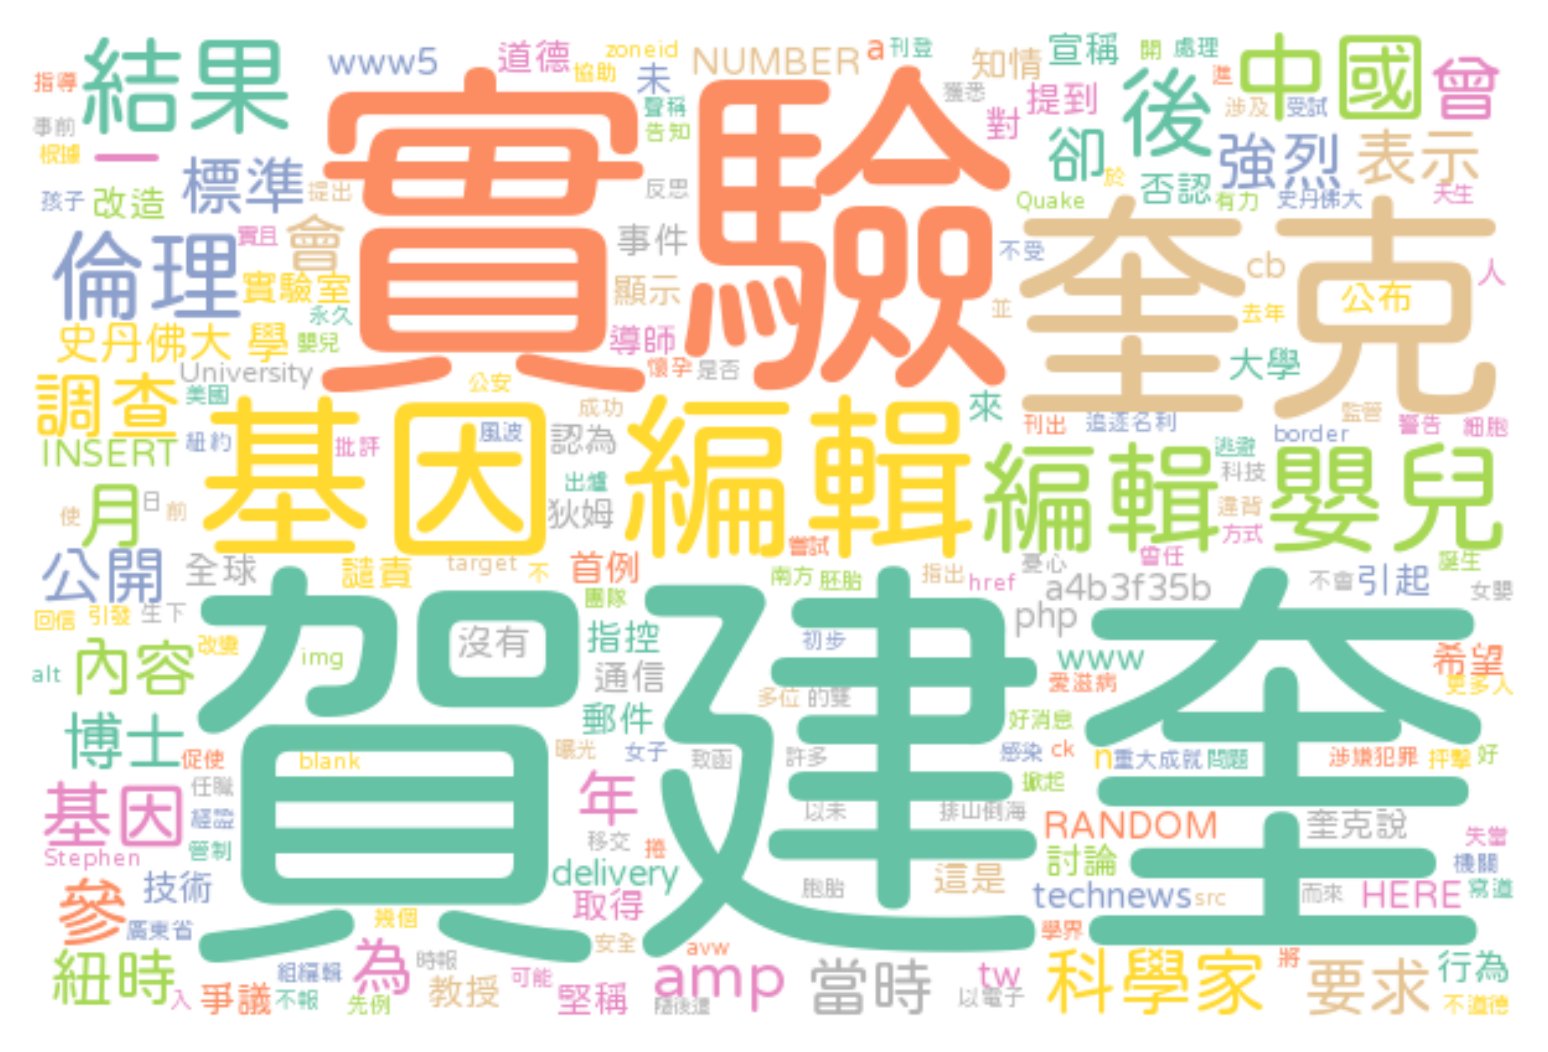 結果 www5 道德 zoneid 協助 未 NUMBER a 刊登 知情 宣稱 開 處理 中國 曾
指導 事前 根據 一 標準 提出 聲稱 告知 反思 實驗 獲悉 對 提到 後 進 涉及 受試
孩子 改造 卻 於 強烈 表示 否認 有力 史丹佛大 天生 Quake
倫理 實且 會 實驗室 永久 事件 顯示 不受 並 奎克 cb 公布 去年 人
史丹佛大 學 嬰兒 University 導師 懷孕 是否 大學
調查 美國 公安 成功 來 刊出 追逐名利 監管 警告 細胞
INSERT 紐約 批評 基因編輯 風波 認為 出爐 狄姆 編輯嬰兒 border 逃避 科技 違背 方式
使 月 日 前 嘗試 曾任
公開 全球 譴責 target 不 首例 團隊 南方 胚胎 指出 href 憂心 a4b3f35b 不會 引起 誕生 女嬰
回信 引發 生下 改變 賀建奎 沒有 img 指控 初步 php www 希望
alt 內容 通信 多位 的雙 愛滋病 更多人
博士 促使 郵件 好消息
blank 曝光 女子 致函 許多 感染 ck n 重大成就 問題 涉嫌犯罪 抨擊 好
基因 任職 經證 管制 年 移交 捲 以未 掀起 排山倒海 RANDOM 奎克說 失當
Stephen 技術 delivery 胞胎 這是 討論 機關
參 廣東省 幾個 取得 technews src 而來 HERE 寫道
安全 avw 學界 將
紐時 入 組編輯 為 時報 教授 可能 amp 當時 tw 科學家 要求 行為
爭議 不報 先例 堅稱 隨後還 以電子 不道德